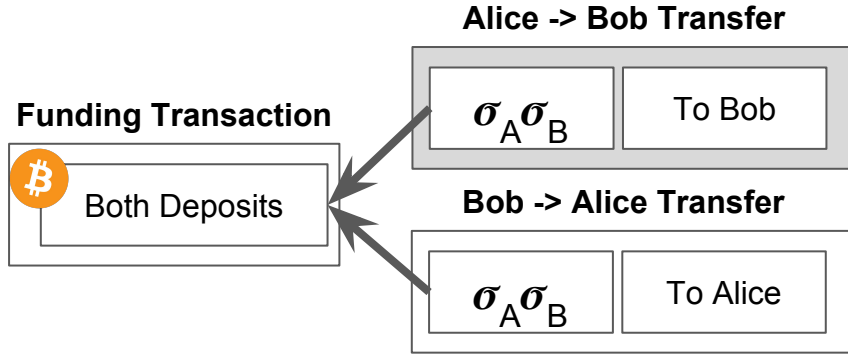 Alice -> Bob Transfer
σAσB
To Bob
Funding Transaction
₿
Both Deposits
Bob -> Alice Transfer
σAσB
To Alice